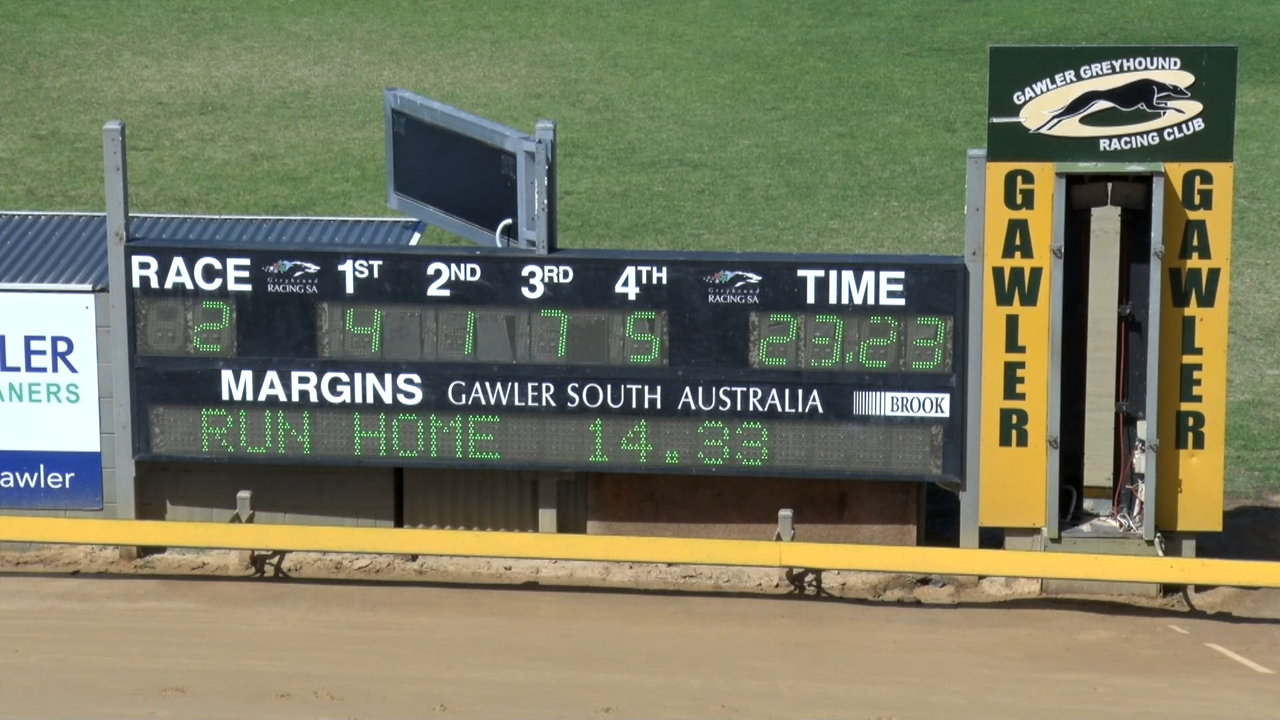 GAWLER GREYHOUND
RACING CLUB
GAWLER
GAWLER
RACE
Greyhound
RACING SA
1ST 2ND 3RD 4TH
Greyhound
RACING SA
TIME
2 4 1 7 5 23.23
MARGINS GAWLER SOUTH AUSTRALIA BROOK
RUN HOME 14.33
LER
ANERS
awler